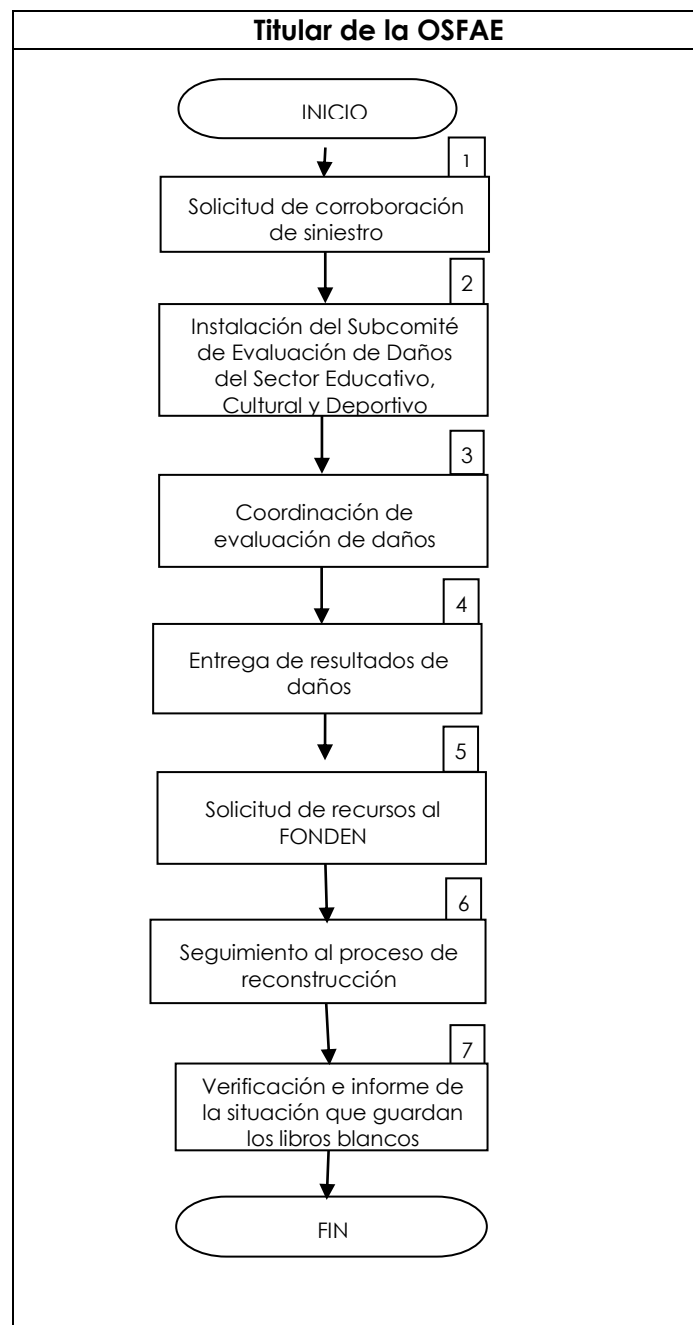 Titular de la OSFAE
INICIO
1
Solicitud de corroboración
de siniestro
2
Instalación del Subcomité
de Evaluación de Daños
del Sector Educativo,
Cultural y Deportivo
3
Coordinación de
evaluación de daños
4
Entrega de resultados de
daños
5
Solicitud de recursos al
FONDEN
6
Seguimiento al proceso de
reconstrucción
7
Verificación e informe de
la situación que guardan
los libros blancos
FIN